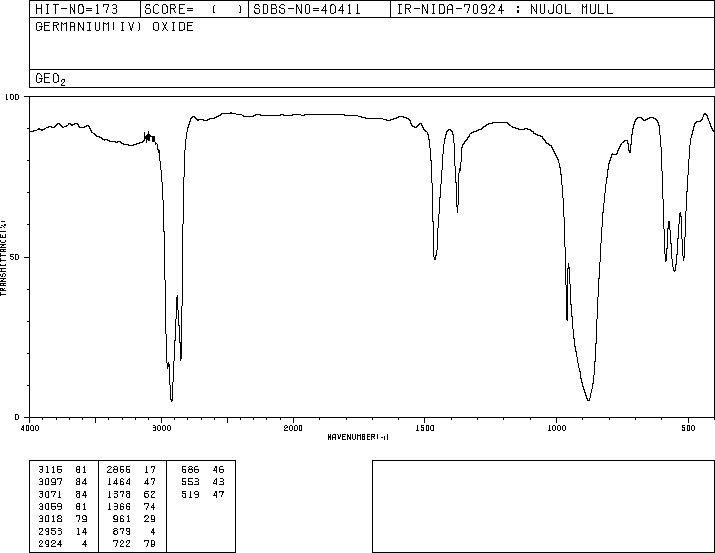 HIT-NO=173 SCORE= ( ) SDBS-NO=40411 IR-NIDA-70924 : NUJOL MULL
GERMANIUM(IV) OXIDE
GEO2
100
50
0
TRANSMITTANCE(%)
4000 3000 2000 1500 1000 500
WAVENUMBER(-1)
3115 81 2855 17 586 46
3097 84 1464 47 553 43
3071 84 1378 62 519 47
3059 81 1366 74
3018 79 961 29
2953 14 879 4
2924 4 722 79